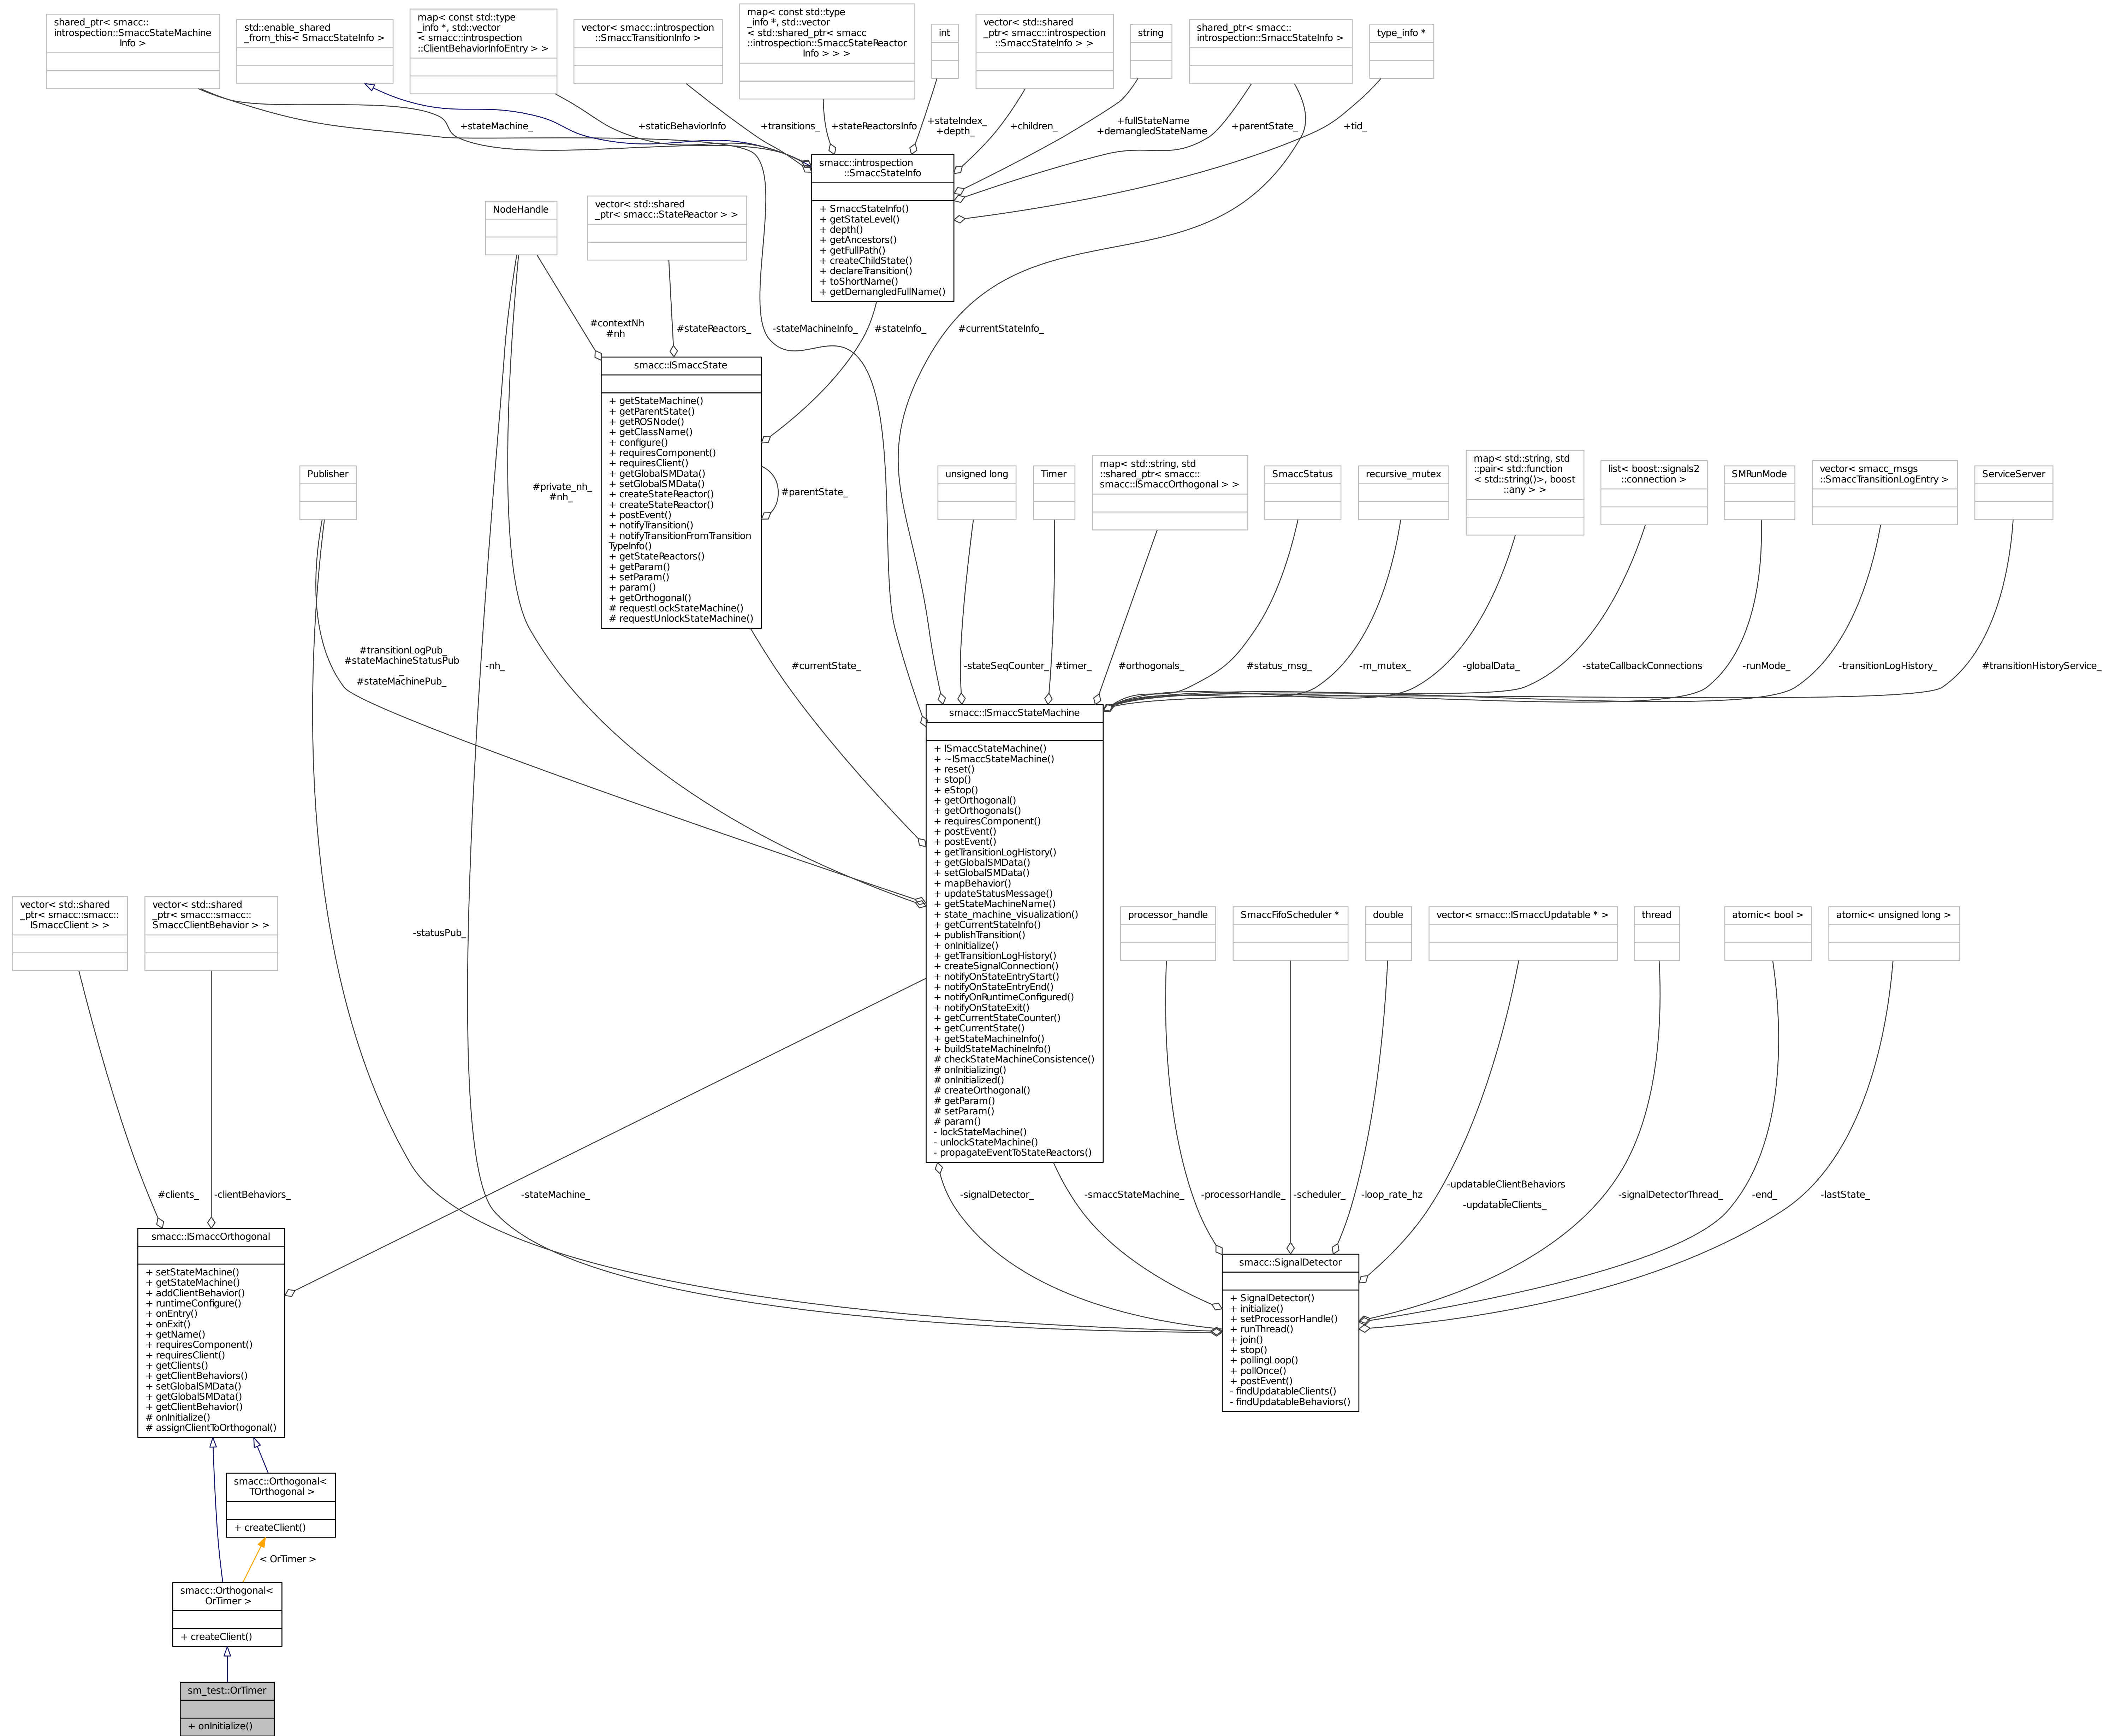 shared_ptr< smacc::
introspection::SmaccStateMachine
Info >
std::enable_shared
_from_this< SmaccStateInfo >
map< const std::type
_info *, std::vector
< smacc::introspection
::ClientBehaviorInfoEntry > >
vector< smacc::introspection
::SmaccTransitionInfo >
map< const std::type
_info *, std::vector
< std::shared_ptr< smacc
::introspection::SmaccStateReactor
Info > > >
int
vector< std::shared
_ptr< smacc::introspection
::SmaccStateInfo > >
string
shared_ptr< smacc::
introspection::SmaccStateInfo >
type_info *
+stateMachine_
+staticBehaviorInfo
+transitions_
+stateReactorsInfo
+stateIndex_
+depth_
+children_
+fullStateName
+demangledStateName
+parentState_
+tid_
smacc::introspection
::SmaccStateInfo
+ SmaccStateInfo()
+ getStateLevel()
+ depth()
+ getAncestors()
+ getFullPath()
+ createChildState()
+ declareTransition()
+ toShortName()
+ getDemangledFullName()
NodeHandle
vector< std::shared
_ptr< smacc::StateReactor > >
#contextNh
#nh
#stateReactors_
-stateMachineInfo_
#stateInfo_
#currentStateInfo_
smacc::ISmaccState
+ getStateMachine()
+ getParentState()
+ getROSNode()
+ getClassName()
+ configure()
+ requiresComponent()
+ requiresClient()
+ getGlobalSMData()
+ setGlobalSMData()
+ createStateReactor()
+ createStateReactor()
+ postEvent()
+ notifyTransition()
+ notifyTransitionFromTransition
TypeInfo()
+ getStateReactors()
+ getParam()
+ setParam()
+ param()
+ getOrthogonal()
# requestLockStateMachine()
# requestUnlockStateMachine()
#parentState_
#private_nh_
#nh_
Publisher
unsigned long
Timer
map< std::string, std
::shared_ptr< smacc::
smacc::ISmaccOrthogonal > >
SmaccStatus
recursive_mutex
map< std::string, std
::pair< std::function
< std::string()>, boost
::any > >
list< boost::signals2
::connection >
SMRunMode
vector< smacc_msgs
::SmaccTransitionLogEntry >
ServiceServer
#transitionLogPub_
#stateMachineStatusPub
_
#stateMachinePub_
-nh_
#currentState_
-stateSeqCounter_
#timer_
#orthogonals_
#status_msg_
-m_mutex_
-globalData_
-stateCallbackConnections
-runMode_
-transitionLogHistory_
#transitionHistoryService_
smacc::ISmaccStateMachine
+ ISmaccStateMachine()
+ ~ISmaccStateMachine()
+ reset()
+ stop()
+ eStop()
+ getOrthogonal()
+ getOrthogonals()
+ requiresComponent()
+ postEvent()
+ postEvent()
+ getTransitionLogHistory()
+ getGlobalSMData()
+ setGlobalSMData()
+ mapBehavior()
+ updateStatusMessage()
+ getStateMachineName()
+ state_machine_visualization()
+ getCurrentStateInfo()
+ publishTransition()
+ onInitialize()
+ getTransitionLogHistory()
+ createSignalConnection()
+ notifyOnStateEntryStart()
+ notifyOnStateEntryEnd()
+ notifyOnRuntimeConfigured()
+ notifyOnStateExit()
+ getCurrentStateCounter()
+ getCurrentState()
+ getStateMachineInfo()
+ buildStateMachineInfo()
# checkStateMachineConsistence()
# onInitializing()
# onInitialized()
# createOrthogonal()
# getParam()
# setParam()
# param()
- lockStateMachine()
- unlockStateMachine()
- propagateEventToStateReactors()
vector< std::shared
_ptr< smacc::smacc::
ISmaccClient > >
vector< std::shared
_ptr< smacc::smacc::
SmaccClientBehavior > >
-statusPub_
processor_handle
SmaccFifoScheduler *
double
vector< smacc::ISmaccUpdatable * >
thread
atomic< bool >
atomic< unsigned long >
#clients_
-clientBehaviors_
-stateMachine_
-signalDetector_
-smaccStateMachine_
-processorHandle_
-scheduler_
-loop_rate_hz
-updatableClientBehaviors
_
-updatableClients_
-signalDetectorThread_
-end_
-lastState_
smacc::ISmaccOrthogonal
+ setStateMachine()
+ getStateMachine()
+ addClientBehavior()
+ runtimeConfigure()
+ onEntry()
+ onExit()
+ getName()
+ requiresComponent()
+ requiresClient()
+ getClients()
+ getClientBehaviors()
+ setGlobalSMData()
+ getGlobalSMData()
+ getClientBehavior()
# onInitialize()
# assignClientToOrthogonal()
smacc::SignalDetector
+ SignalDetector()
+ initialize()
+ setProcessorHandle()
+ runThread()
+ join()
+ stop()
+ pollingLoop()
+ pollOnce()
+ postEvent()
- findUpdatableClients()
- findUpdatableBehaviors()
smacc::Orthogonal<
TOrthogonal >
+ createClient()
< OrTimer >
smacc::Orthogonal<
OrTimer >
+ createClient()
sm_test::OrTimer
+ onInitialize()